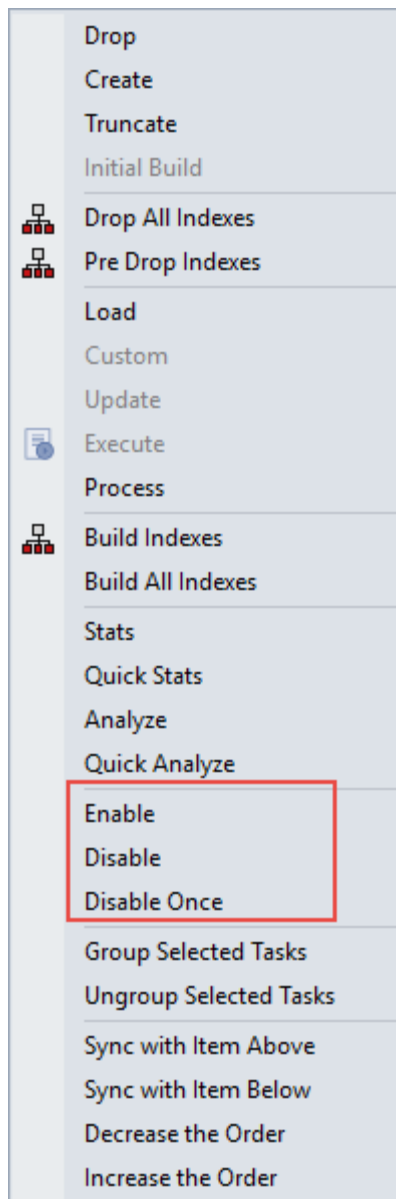 Drop
Create
Truncate
Initial Build
Drop All Indexes
Pre Drop Indexes
Load
Custom
Update
Execute
Process
Build Indexes
Build All Indexes
Stats
Quick Stats
Analyze
Quick Analyze
Enable
Disable
Disable Once
Group Selected Tasks
Ungroup Selected Tasks
Sync with Item Above
Sync with Item Below
Decrease the Order
Increase the Order